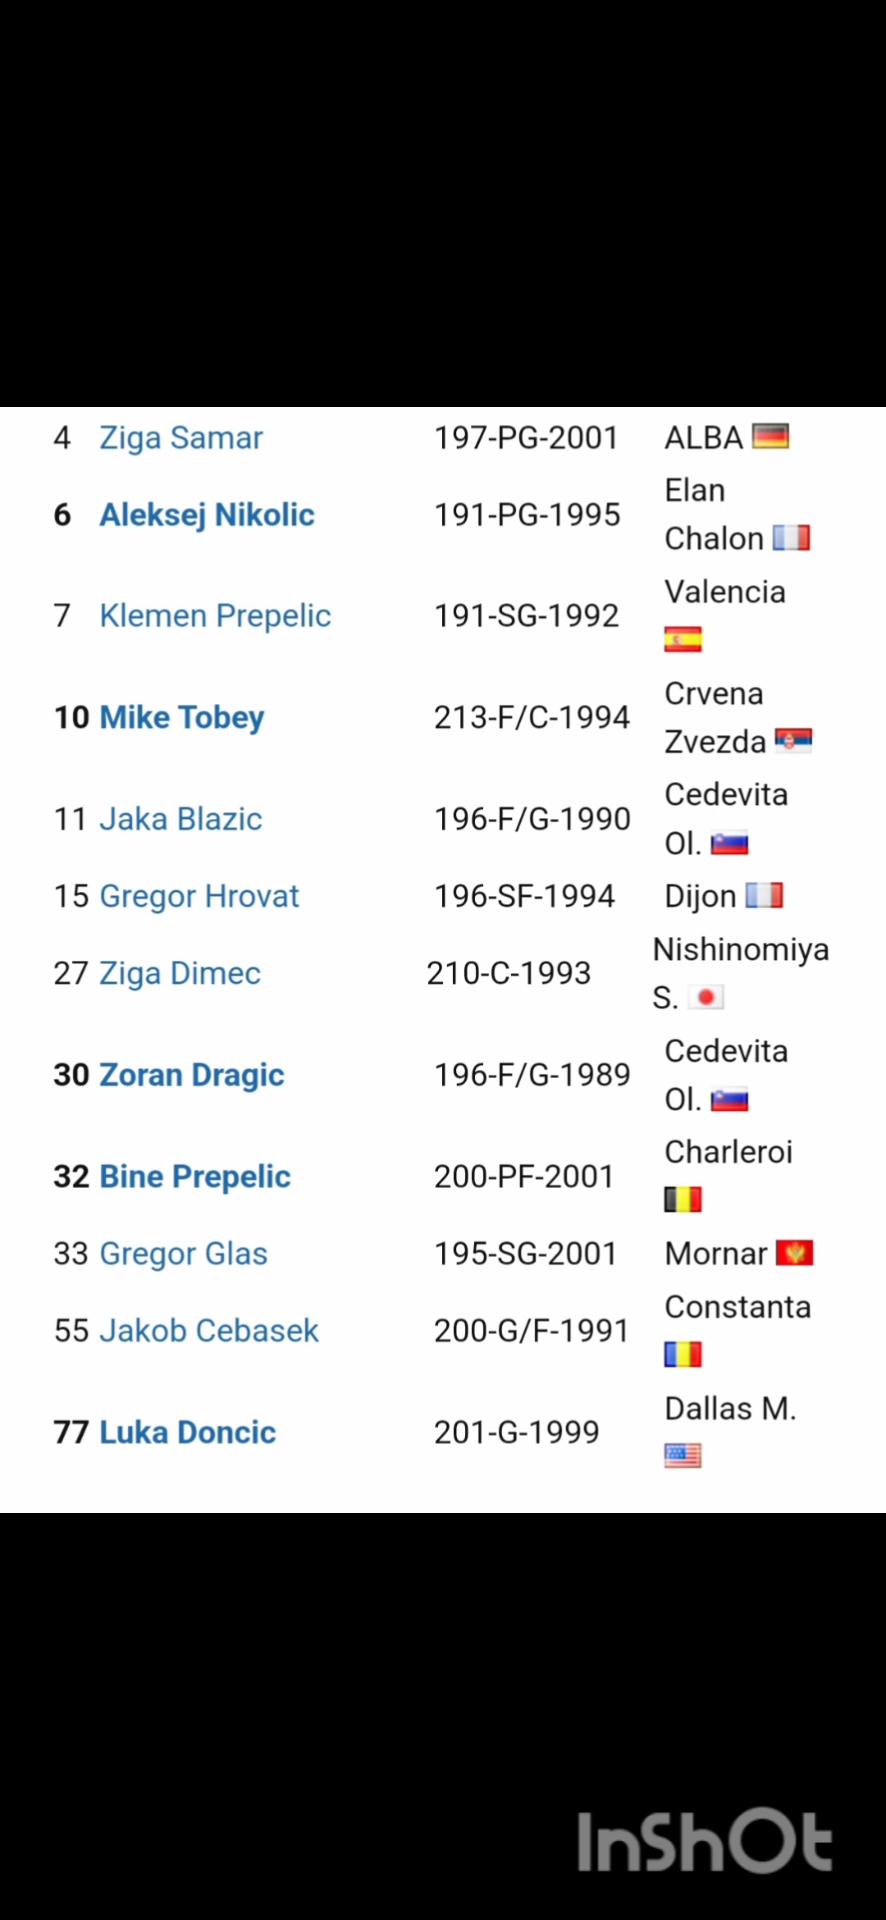 4 Ziga Samar 197-PG-2001 ALBA
6 Aleksej Nikolic 191-PG-1995 Elan
Chalon
7 Klemen Prepelic 191-SG-1992 Valencia
10 Mike Tobey 213-F/C-1994 Crvena
Zvezda
11 Jaka Blazic 196-F/G-1990 Cedevita
Ol.
15 Gregor Hrovat 196-SF-1994 Dijon
27 Ziga Dimec 210-C-1993 Nishinomiya
S.
30 Zoran Dragic 196-F/G-1989 Cedevita
Ol.
32 Bine Prepelic 200-PF-2001 Charleroi
33 Gregor Glas 195-SG-2001 Mornar
55 Jakob Cebasek 200-G/F-1991 Constanta
77 Luka Doncic 201-G-1999 Dallas M.
InShOt